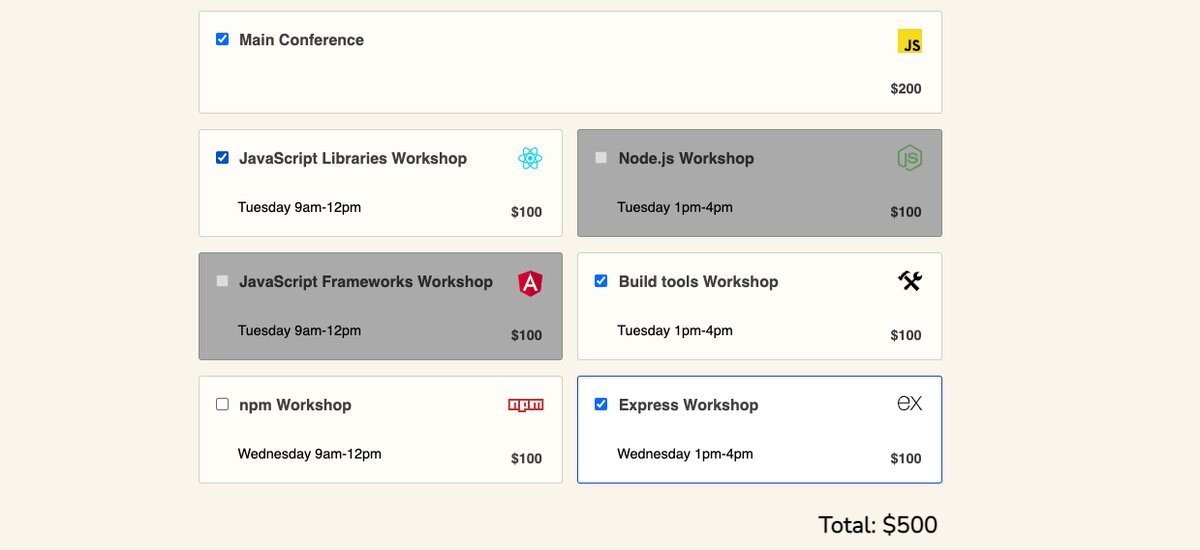 Main Conference
JS
$200
JavaScript Libraries Workshop
Tuesday 9am-12pm
$100
Node.js Workshop
JS
Tuesday 1pm-4pm
$100
JavaScript Frameworks Workshop
A
Tuesday 9am-12pm
$100
Build tools Workshop
Tuesday 1pm-4pm
$100
npm Workshop
npm
Wednesday 9am-12pm
$100
Express Workshop
ex
Wednesday 1pm-4pm
$100
Total: $500